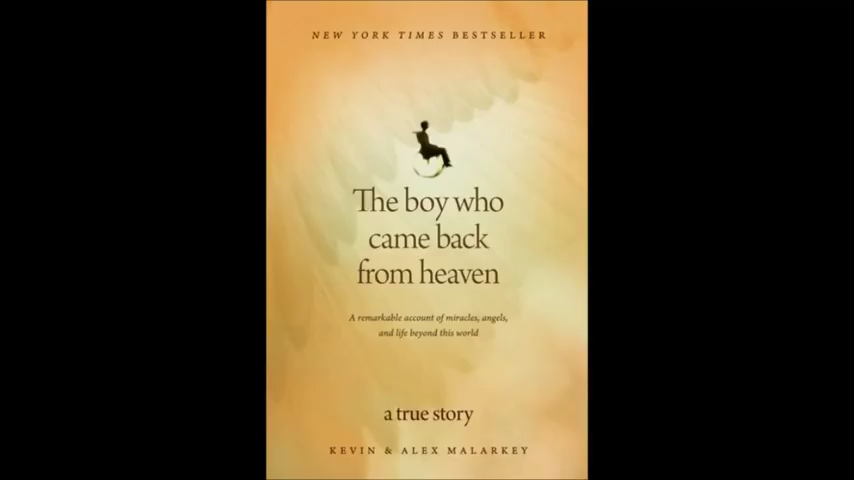 NEW YORK TIMES BESTSELLER
The boy who
came back
from heaven
A remarkable account of miracles, angels,
and life beyond this world
a true story
KEVIN & ALEX MALARKEY